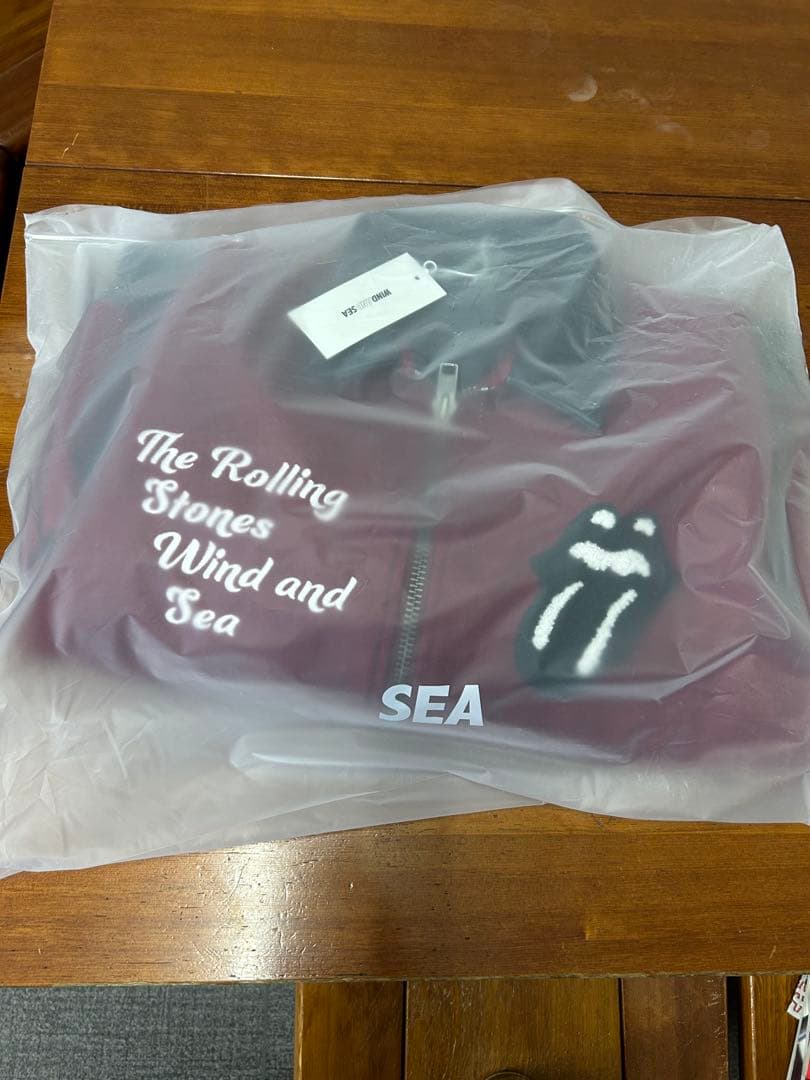 WIND AND SEA
The Rolling
Stones
Wind and
Sea
SEA